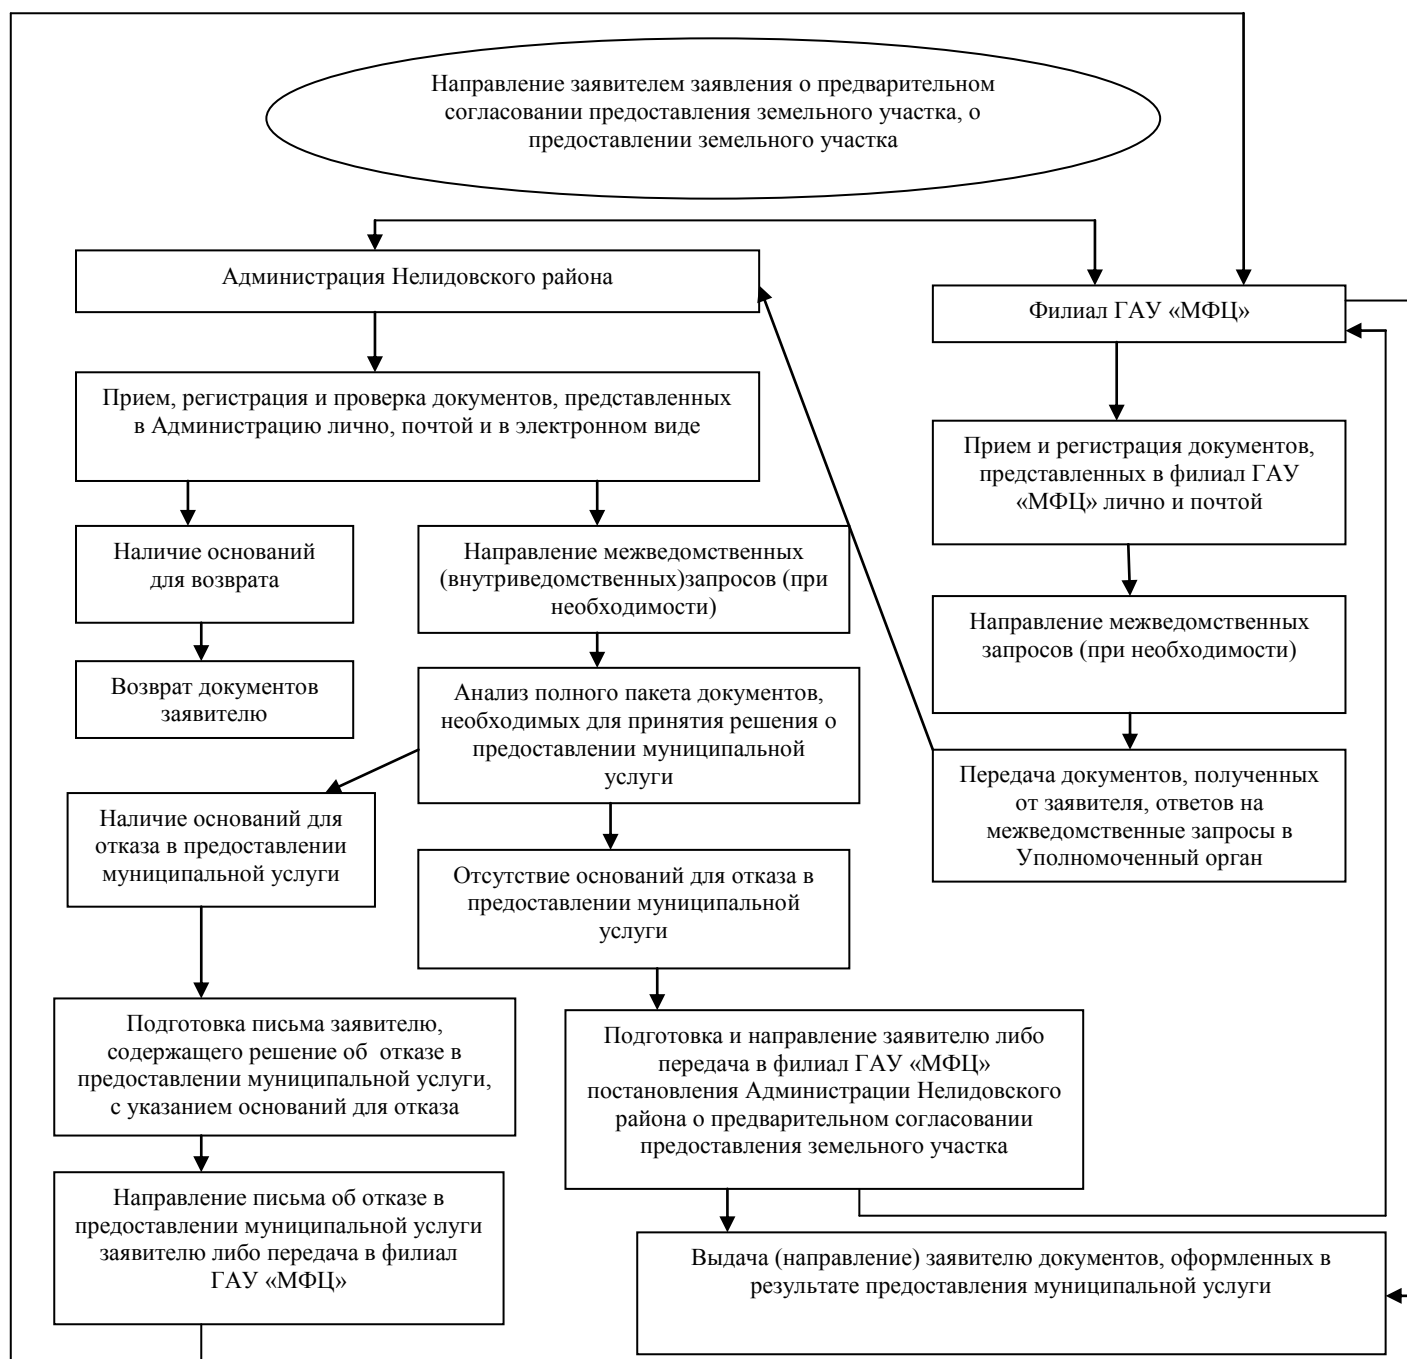 Направление заявителем заявления о предварительном
согласовании предоставления земельного участка, о
предоставлении земельного участка
Администрация Нелидовского района
Филиал ГАУ «МФЦ»
Прием, регистрация и проверка документов, представленных
в Администрацию лично, почтой и в электронном виде
Прием и регистрация документов,
представленных в филиал ГАУ
«МФЦ» лично и почтой
Наличие оснований
для возврата
Направление межведомственных
(внутриведомственных)запросов (при
необходимости)
Направление межведомственных
запросов (при необходимости)
Возврат документов
заявителю
Анализ полного пакета документов,
необходимых для принятия решения о
предоставлении муниципальной
услуги
Передача документов, полученных
от заявителя, ответов на
межведомственные запросы в
Уполномоченный орган
Наличие оснований для
отказа в предоставлении
муниципальной услуги
Отсутствие оснований для отказа в
предоставлении муниципальной
услуги
Подготовка письма заявителю,
содержащего решение об  отказе в
предоставлении муниципальной услуги,
с указанием оснований для отказа
Подготовка и направление заявителю либо
передача в филиал ГАУ «МФЦ»
постановления Администрации Нелидовского
района о предварительном согласовании
предоставления земельного участка
Направление письма об отказе в
предоставлении муниципальной услуги
заявителю либо передача в филиал
ГАУ «МФЦ»
Выдача (направление) заявителю документов, оформленных в
результате предоставления муниципальной услуги